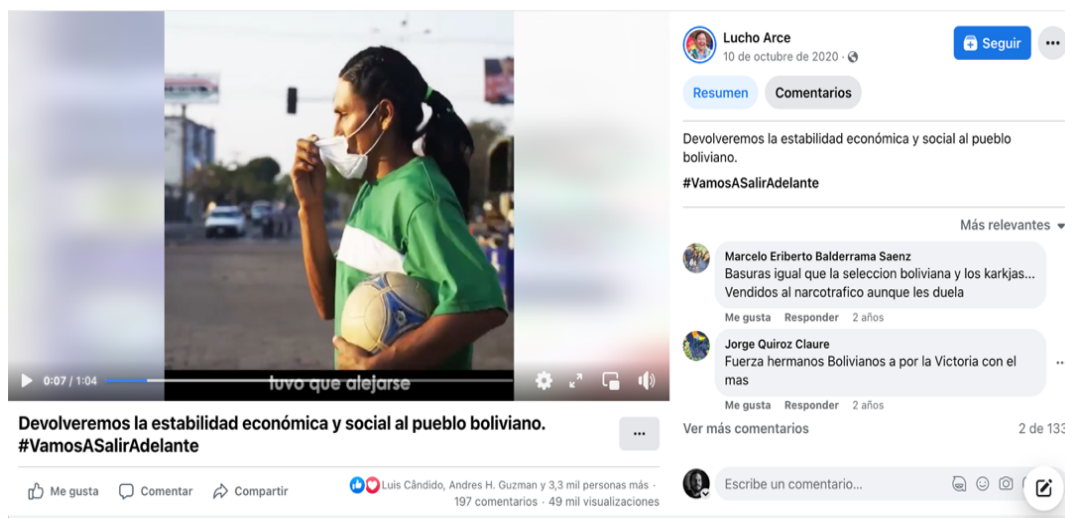 0:07 / 1:04
tuvo que alejarse
Devolveremos la estabilidad económica y social al pueblo boliviano.
#VamosASalirAdelante
Me gusta
Comentar
Compartir
Luis Cândido, Andres H. Guzman y 3,3 mil personas más ·
197 comentarios · 49 mil visualizaciones
Lucho Arce
10 de octubre de 2020 ·
Seguir
Resumen
Comentarios
Devolveremos la estabilidad económica y social al pueblo
boliviano.
#VamosASalirAdelante
Más relevantes
Marcelo Eriberto Balderrama Saenz
Basuras igual que la seleccion boliviana y los karkjas...
Vendidos al narcotrafico aunque les duela
Me gusta Responder 2 años
Jorge Quiroz Claure
Fuerza hermanos Bolivianos a por la Victoria con el
mas
Me gusta Responder 2 años
Ver más comentarios
2 de 133
Escribe un comentario...